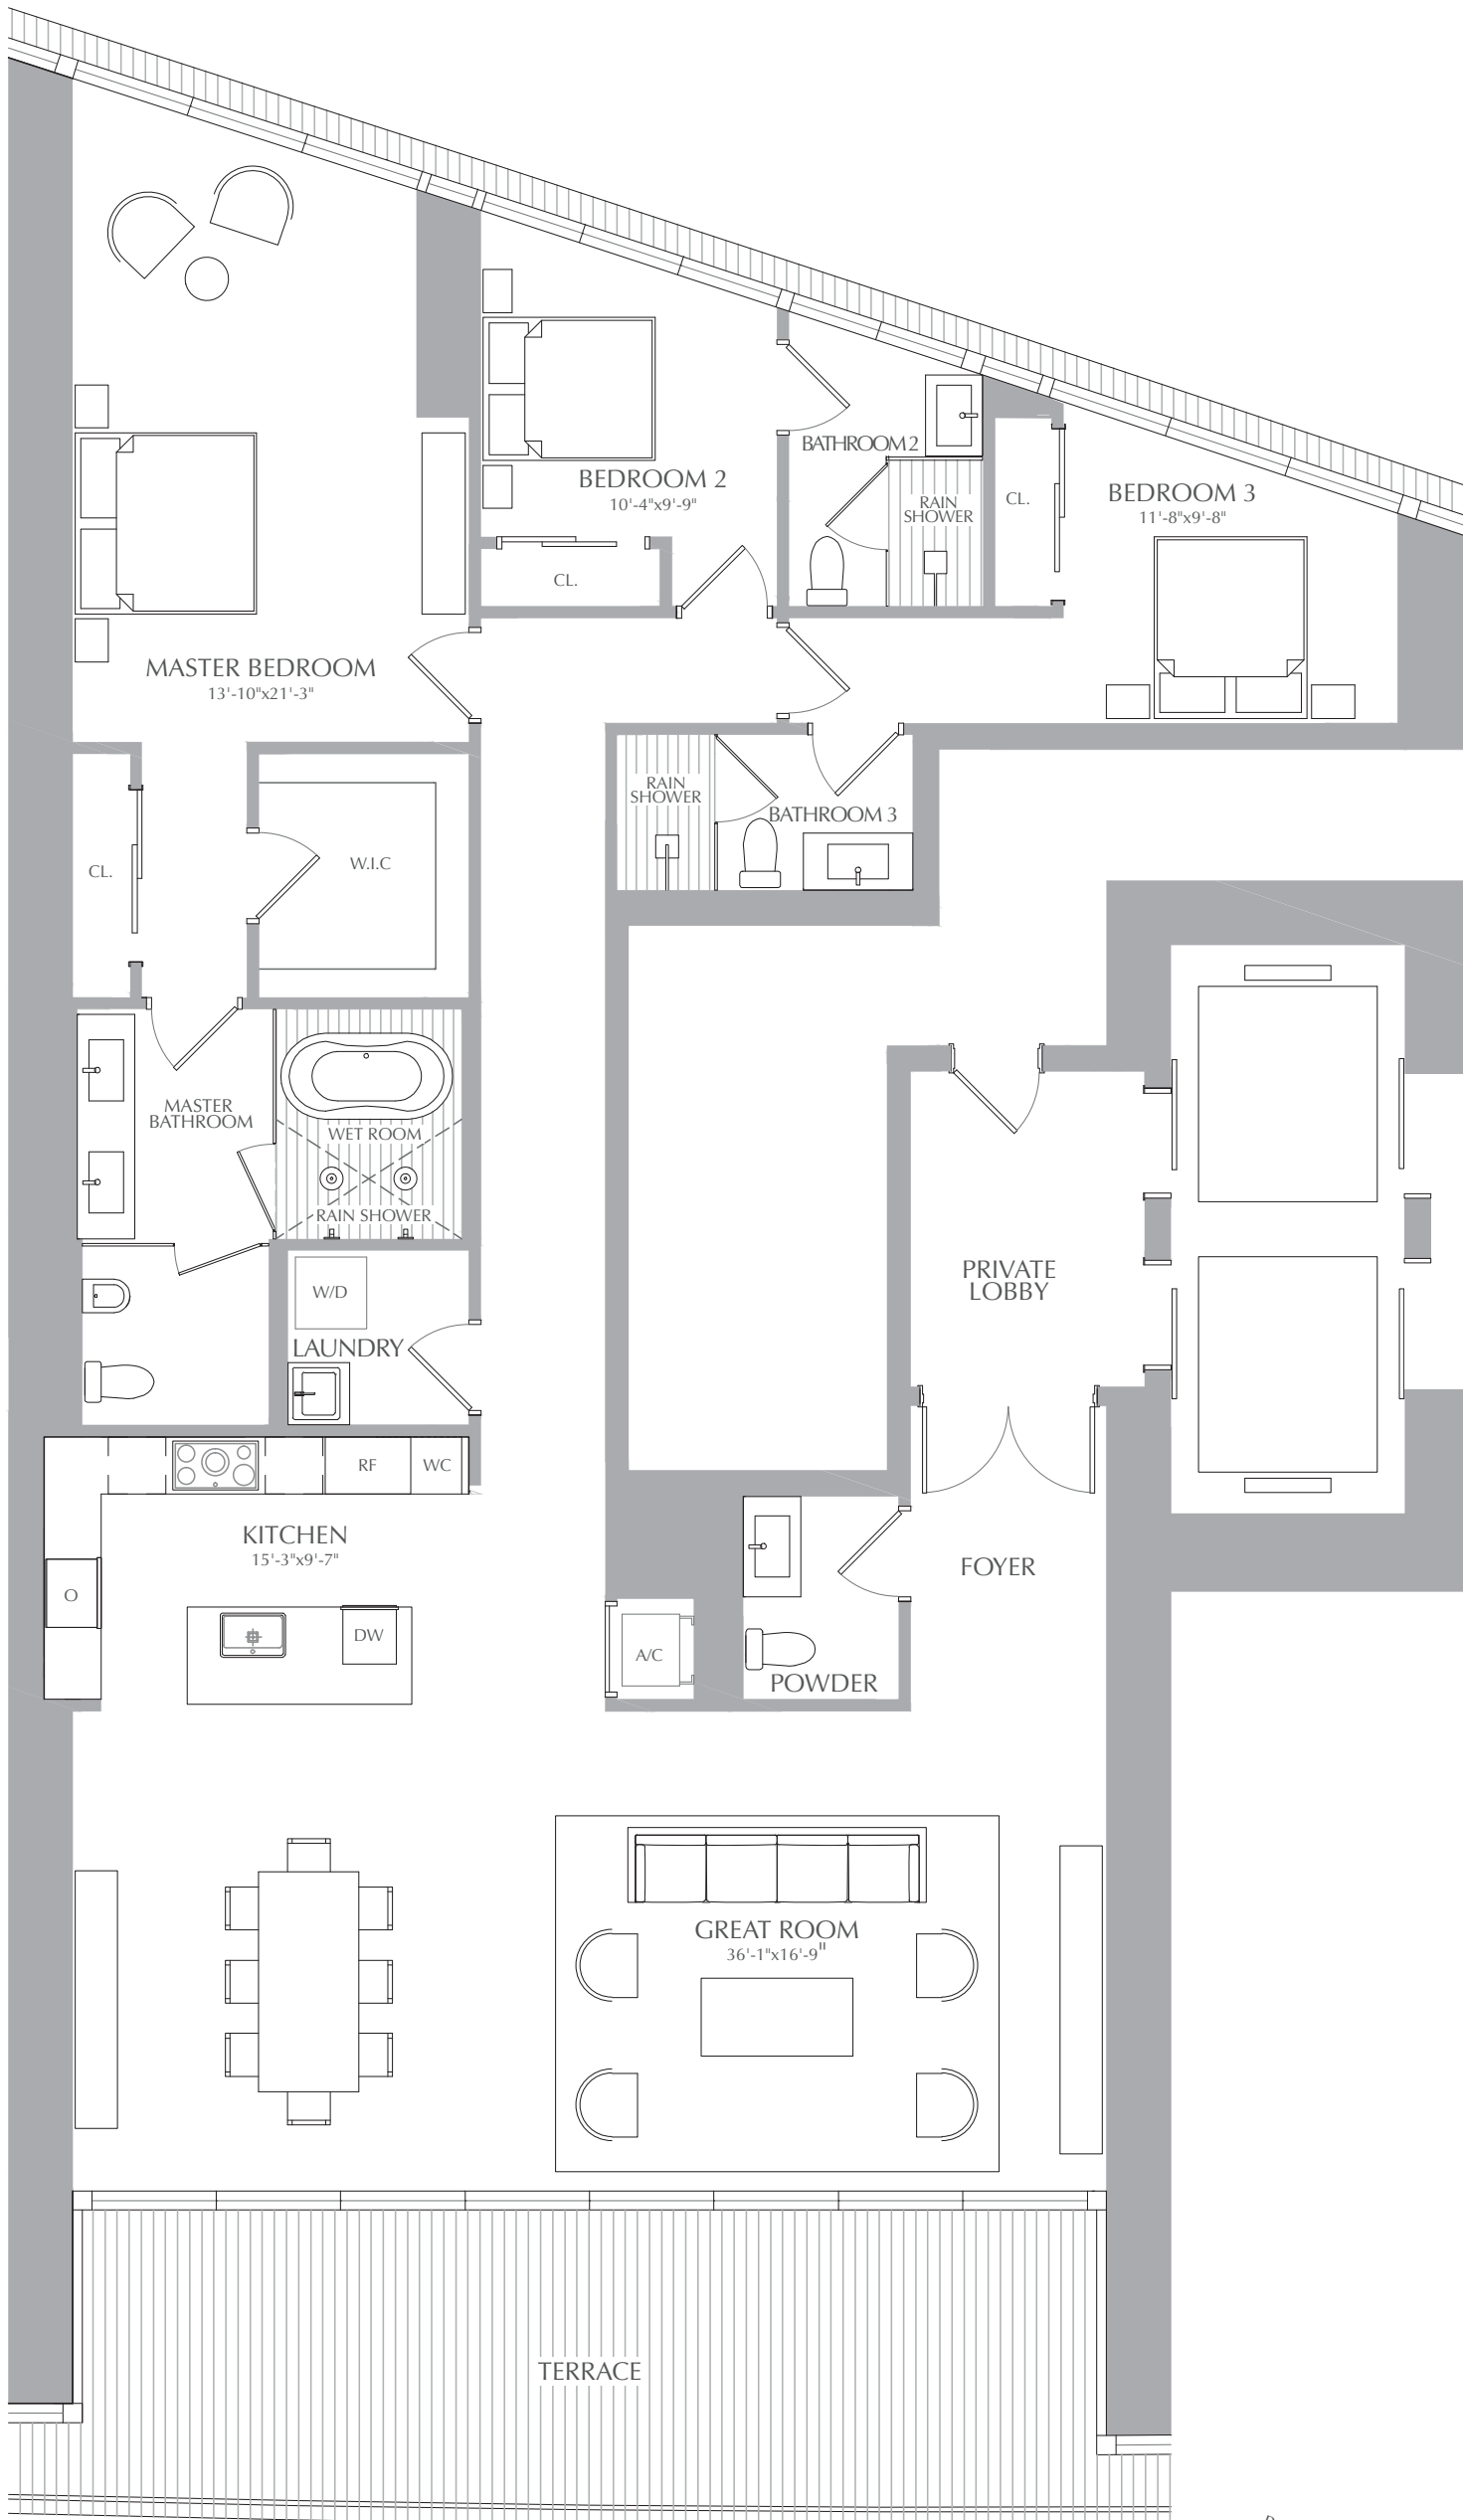 BATHROOM 2
BEDROOM 2
10'-4"x9'-9"
RAIN
SHOWER
CL.
BEDROOM 3
11'-8"x9'-8"
CL.
MASTER BEDROOM
13'-10"x21'-3"
RAIN
SHOWER
BATHROOM 3
CL.
W.I.C
MASTER
BATHROOM
WET ROOM
RAIN SHOWER
PRIVATE
LOBBY
W/D
LAUNDRY
RF
WC
KITCHEN
15'-3"x9'-7"
FOYER
O
DW
A/C
POWDER
GREAT ROOM
36'-1"x16'-9"
TERRACE